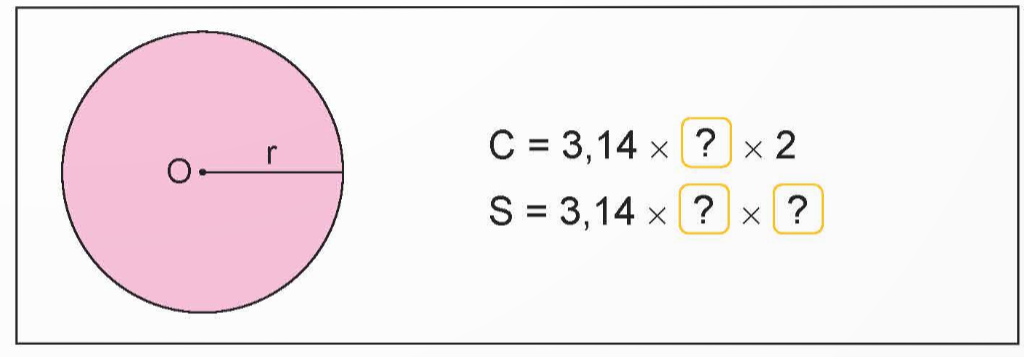 O r
C = 3,14 × ? × 2
S = 3,14 × ? × ?